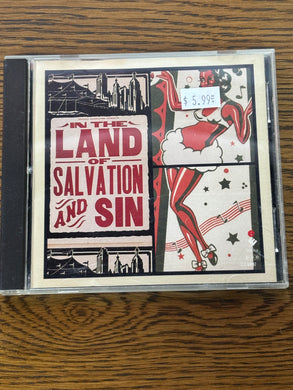 $ 5.99
IN THE
LAND
OF
SALVATION
AND SIN